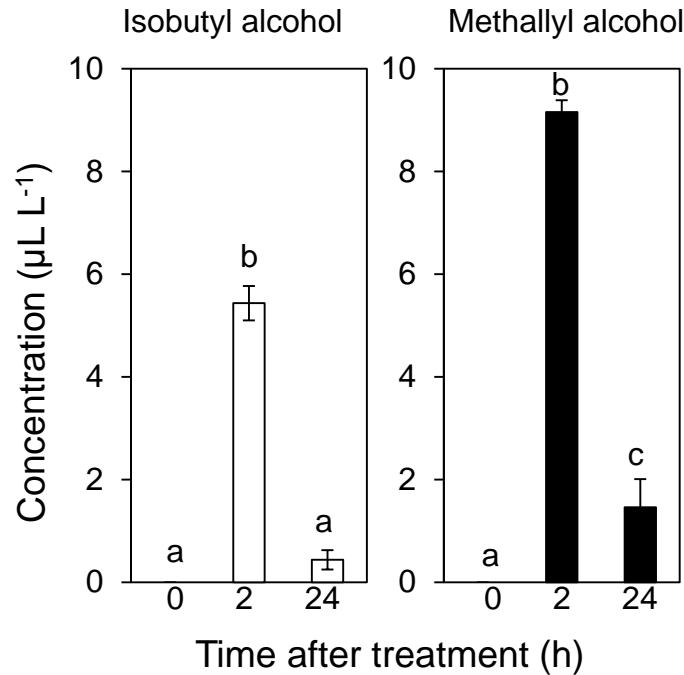 Isobutyl alcohol
Methallyl alcohol
Concentration (µL L⁻¹)
10
8
6
4
2
0
a
b
a
0 2 24
10
8
6
4
2
0
a
b
c
0 2 24
Time after treatment (h)